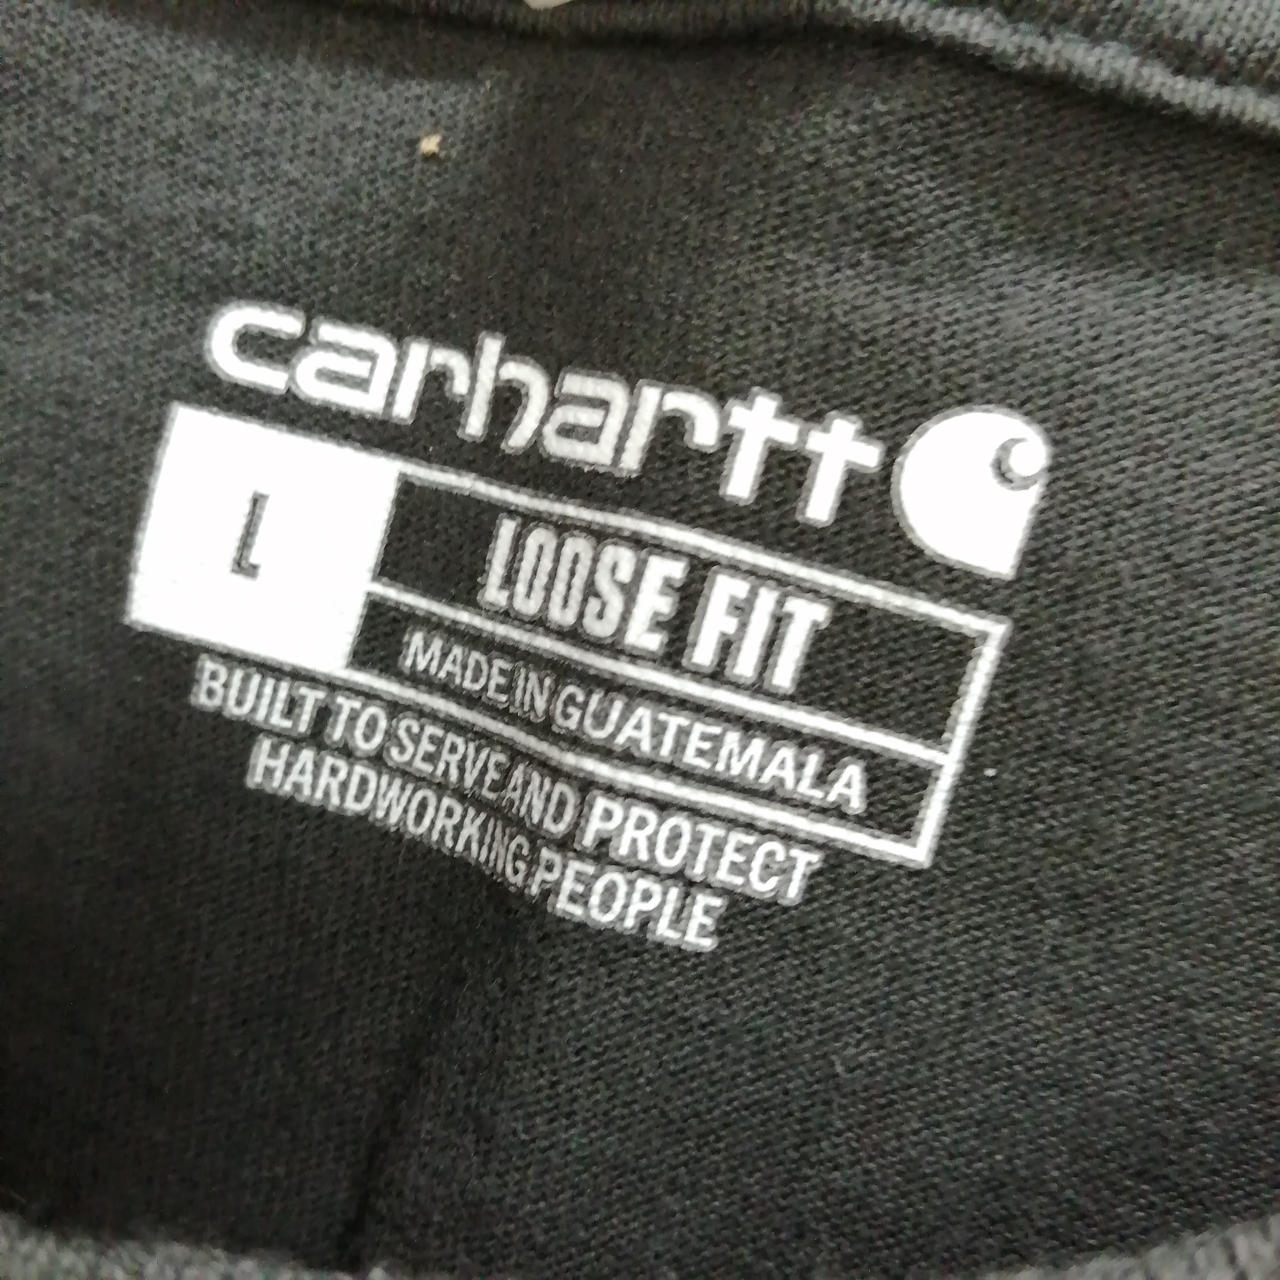 carhartt
L
LOOSE FIT
MADE IN GUATEMALA
BUILT TO SERVE AND PROTECT
HARDWORKING PEOPLE